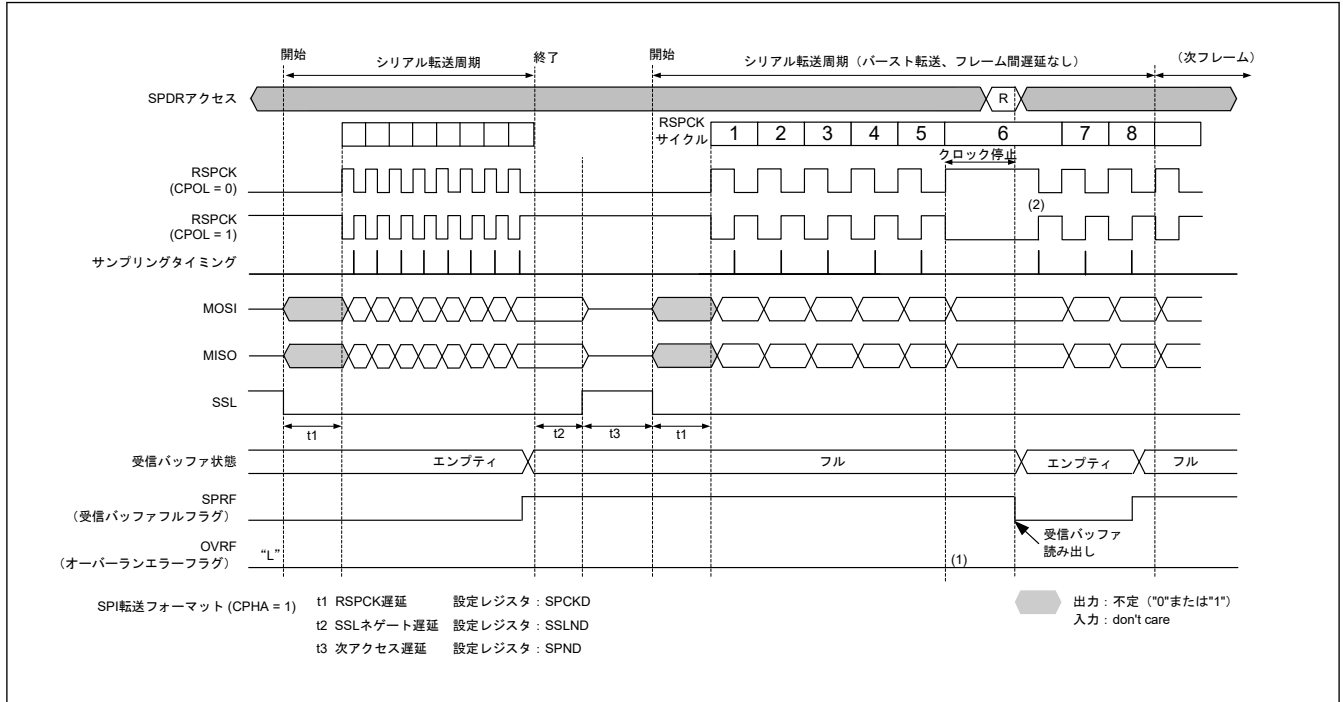 開始
シリアル転送周期
終了
開始
シリアル転送周期（バースト転送、フレーム間遅延なし）
（次フレーム）
SPDRアクセス
R
RSPCK
サイクル
1 2 3 4 5 6 7 8
クロック停止
RSPCK
(CPOL = 0)
(2)
RSPCK
(CPOL = 1)
サンプリングタイミング
MOSI
MISO
SSL
t1 t2 t3 t1
受信バッファ状態 エンプティ フル エンプティ フル
SPRF
（受信バッファフルフラグ）
受信バッファ
読み出し
OVRF
（オーバーランエラーフラグ）
“L”
(1)
SPI転送フォーマット (CPHA = 1)
t1 RSPCK遅延 設定レジスタ：SPCKD
t2 SSLネゲート遅延 設定レジスタ：SSLND
t3 次アクセス遅延 設定レジスタ：SPND
出力：不定（"0"または"1"）
入力：don't care